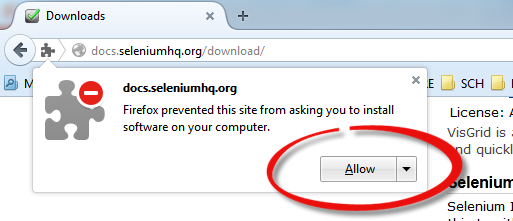 Downloads
docs.seleniumhq.org/download/
SCH
docs.seleniumhq.org
Firefox prevented this site from asking you to install
software on your computer.
Allow
License: A
VisGrid is a
and quickl
Selenium
Selenium I